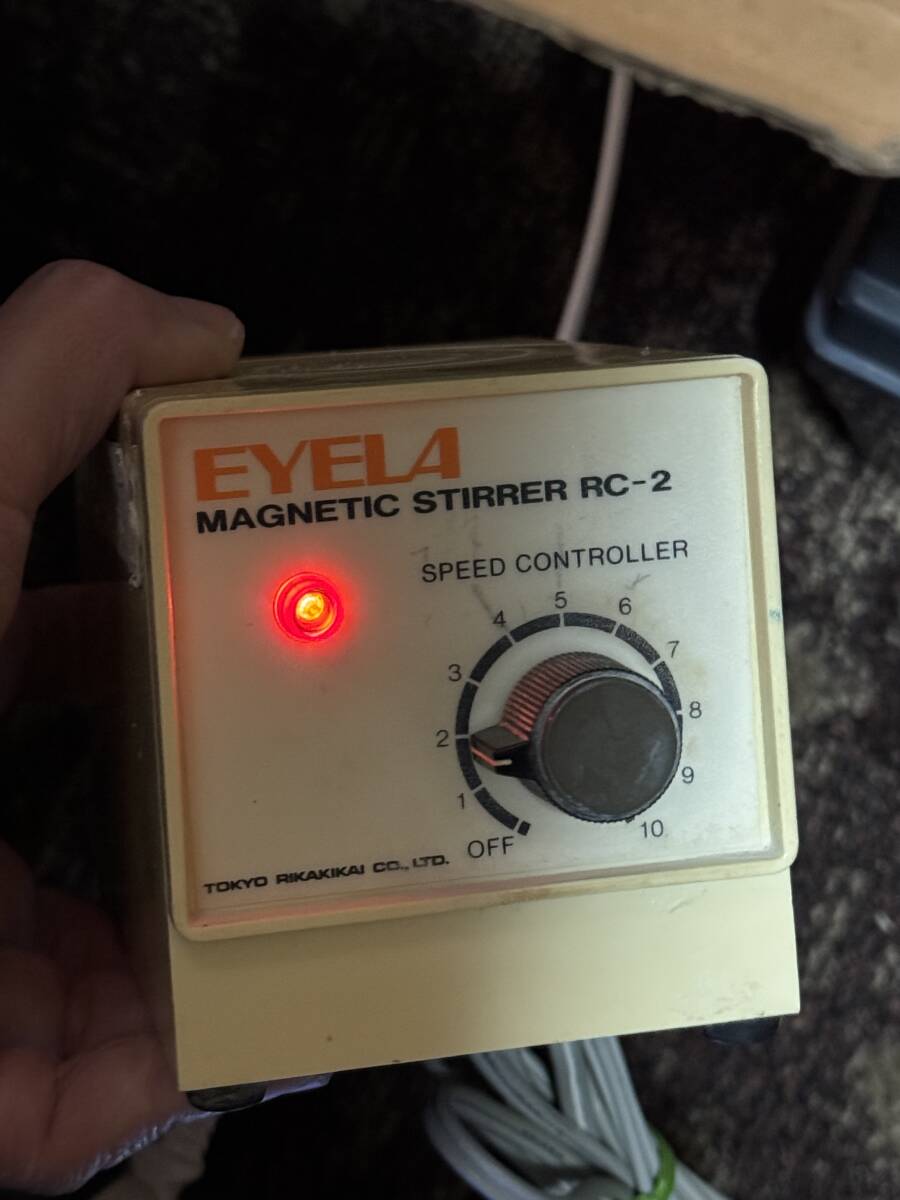 EYELA
MAGNETIC STIRRER RC-2
SPEED CONTROLLER
OFF
1
2
3
4
5
6
7
8
9
10
TOKYO RIKAKIKAI CO., LTD.